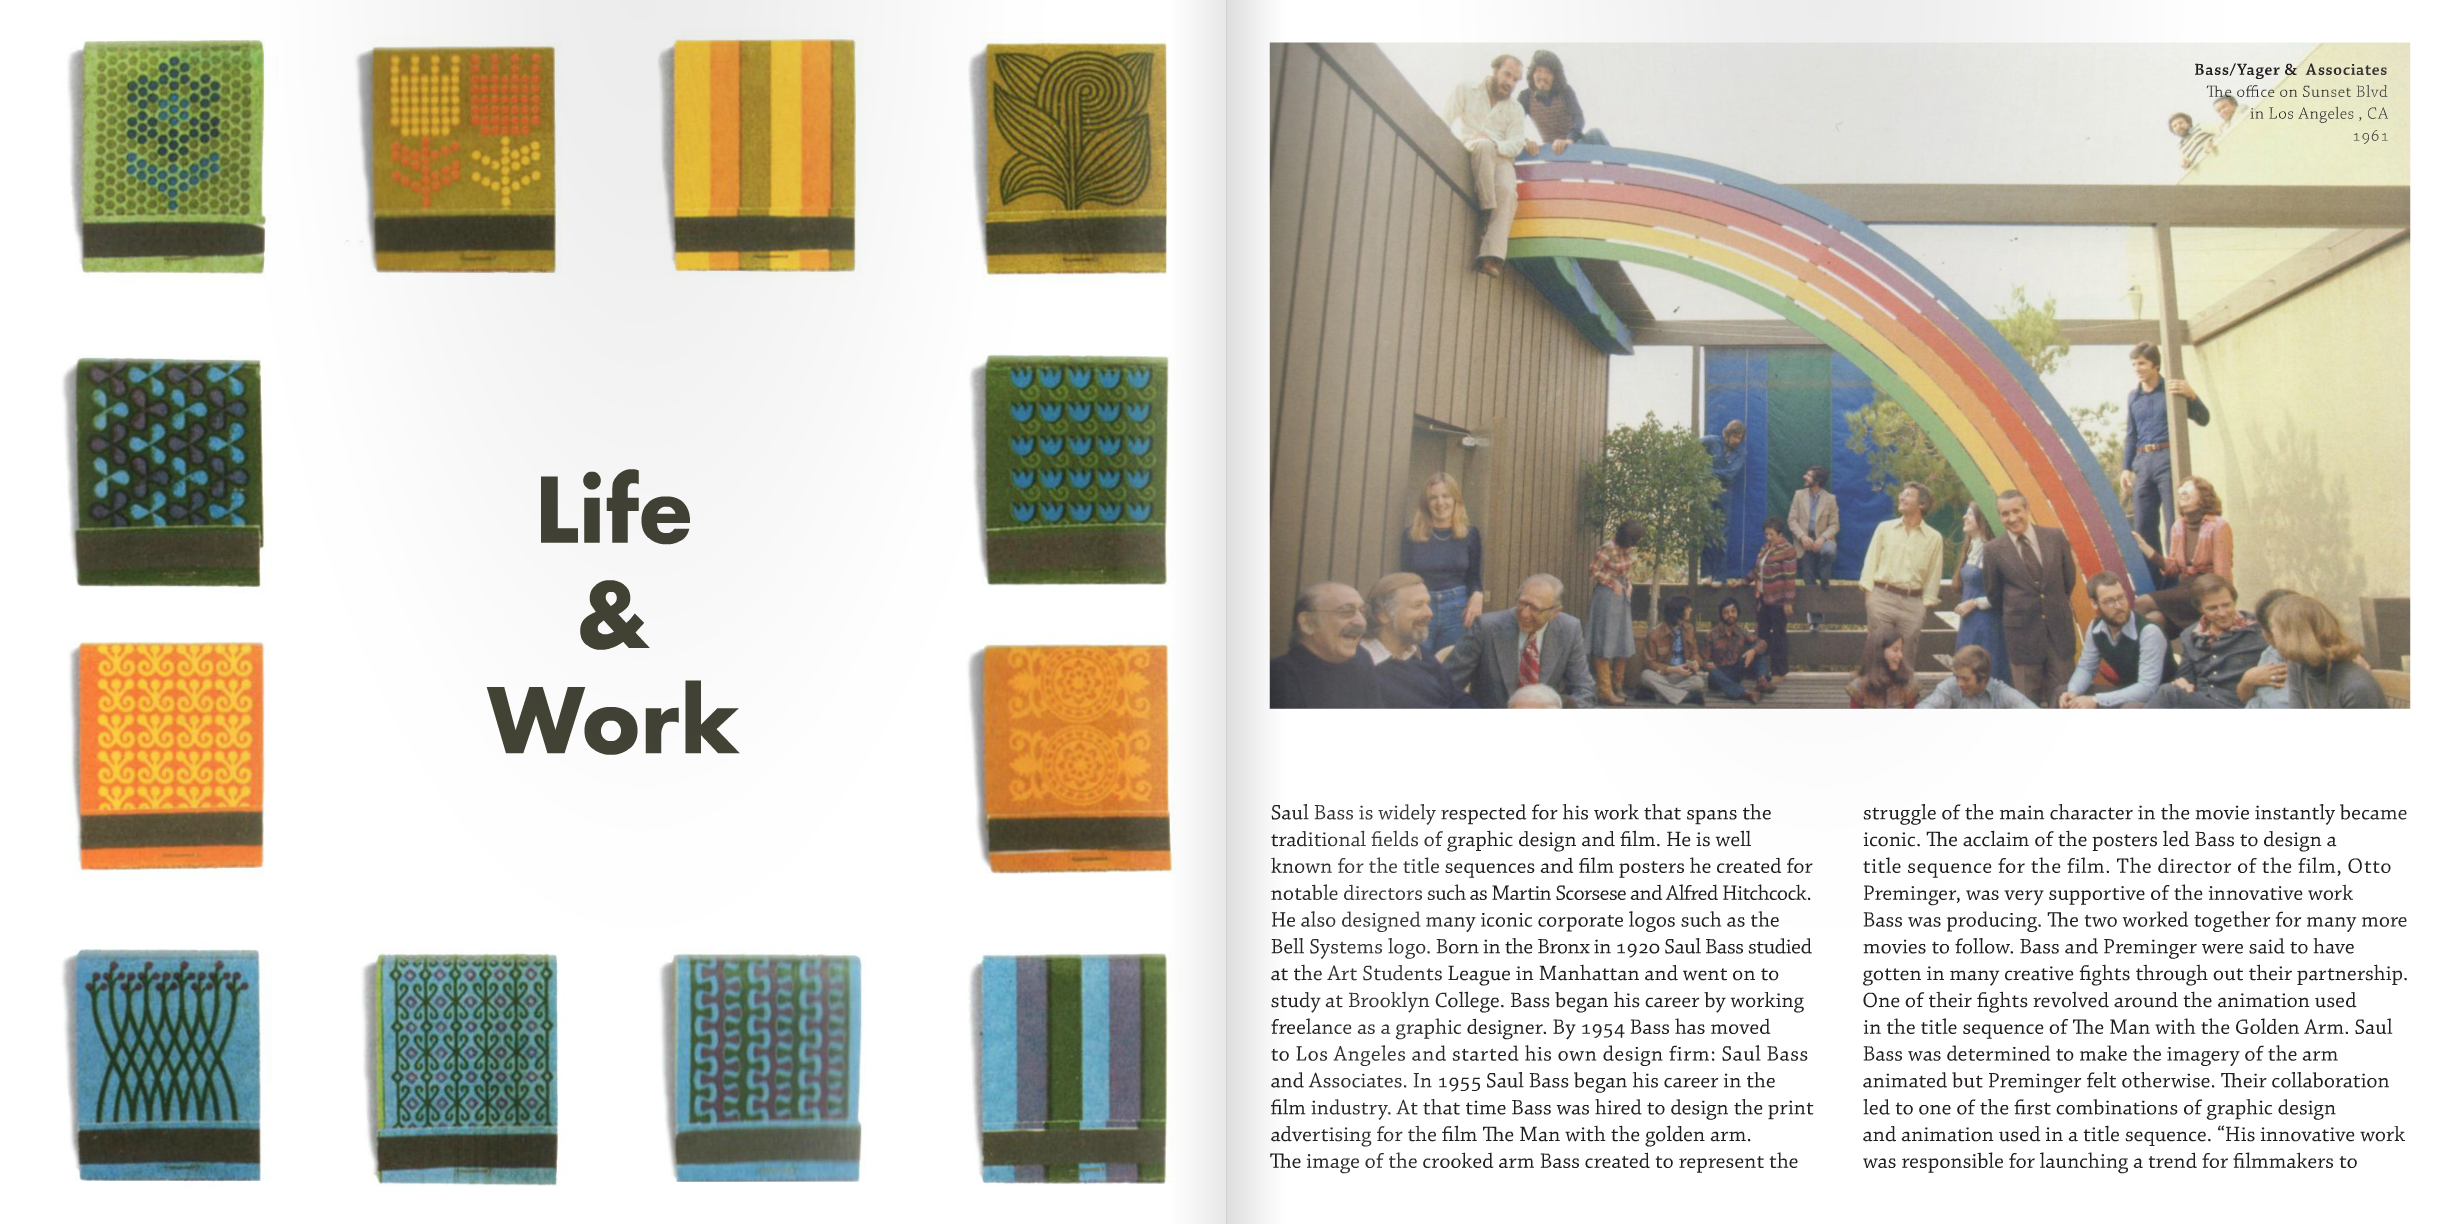 Life
&
Work
Bass/Yager & Associates
The office on Sunset Blvd
in Los Angeles , CA
1961
Saul Bass is widely respected for his work that spans the
traditional fields of graphic design and film. He is well
known for the title sequences and film posters he created for
notable directors such as Martin Scorsese and Alfred Hitchcock.
He also designed many iconic corporate logos such as the
Bell Systems logo. Born in the Bronx in 1920 Saul Bass studied
at the Art Students League in Manhattan and went on to
study at Brooklyn College. Bass began his career by working
freelance as a graphic designer. By 1954 Bass has moved
to Los Angeles and started his own design firm: Saul Bass
and Associates. In 1955 Saul Bass began his career in the
film industry. At that time Bass was hired to design the print
advertising for the film The Man with the golden arm.
The image of the crooked arm Bass created to represent the
struggle of the main character in the movie instantly became
iconic. The acclaim of the posters led Bass to design a
title sequence for the film. The director of the film, Otto
Preminger, was very supportive of the innovative work
Bass was producing. The two worked together for many more
movies to follow. Bass and Preminger were said to have
gotten in many creative fights through out their partnership.
One of their fights revolved around the animation used
in the title sequence of The Man with the Golden Arm. Saul
Bass was determined to make the imagery of the arm
animated but Preminger felt otherwise. Their collaboration
led to one of the first combinations of graphic design
and animation used in a title sequence. “His innovative work
was responsible for launching a trend for filmmakers to